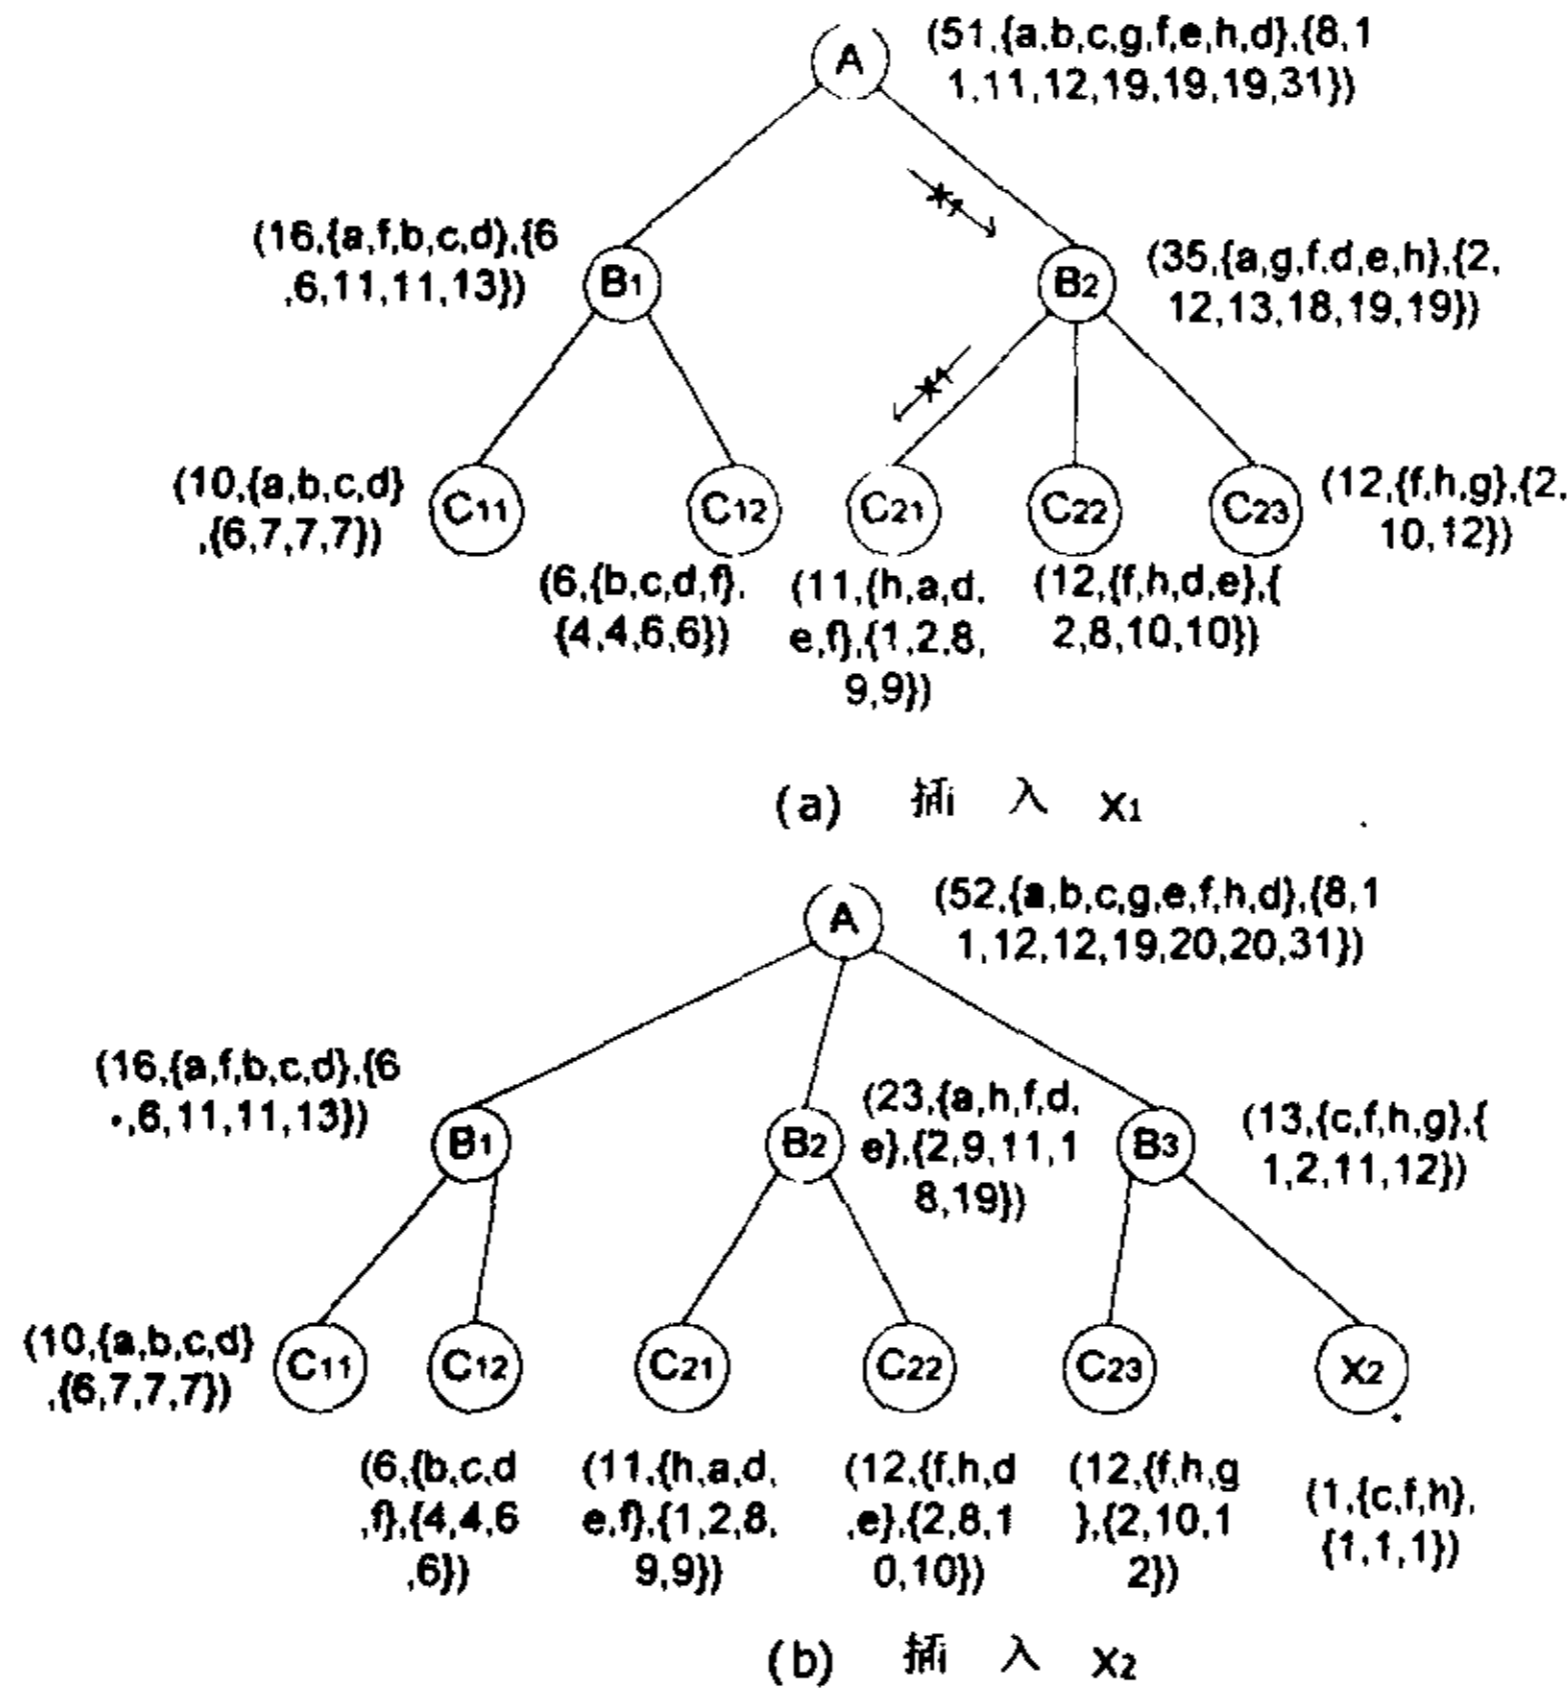 A
(51,{a,b,c,g,f,e,h,d},{8,1
1,11,12,19,19,19,31})
(16,{a,f,b,c,d},{6
,6,11,11,13})
B1
B2
(35,{a,g,f,d,e,h},{2,
12,13,18,19,19})
(10,{a,b,c,d}
,{6,7,7,7})
C11
C12
C21
C22
C23
(12,{f,h,g},{2,
10,12})
(6,{b,c,d,f},
{4,4,6,6})
(11,{h,a,d,
e,f},{1,2,8,
9,9})
(12,{f,h,d,e},{
2,8,10,10})
(a) 插 入 X1
A
(52,{a,b,c,g,e,f,h,d},{8,1
1,12,12,19,20,20,31})
(16,{a,f,b,c,d},{6
,6,11,11,13})
B1
B2
(23,{a,h,f,d,
e},{2,9,11,1
8,19})
B3
(13,{c,f,h,g},{
1,2,11,12})
(10,{a,b,c,d}
,{6,7,7,7})
C11
C12
C21
C22
C23
X2
(6,{b,c,d
,f},{4,4,6
,6})
(11,{h,a,d,
e,f},{1,2,8,
9,9})
(12,{f,h,d
,e},{2,8,1
0,10})
(12,{f,h,g
},{2,10,1
2})
(1,{c,f,h},
{1,1,1})
(b) 插 入 X2